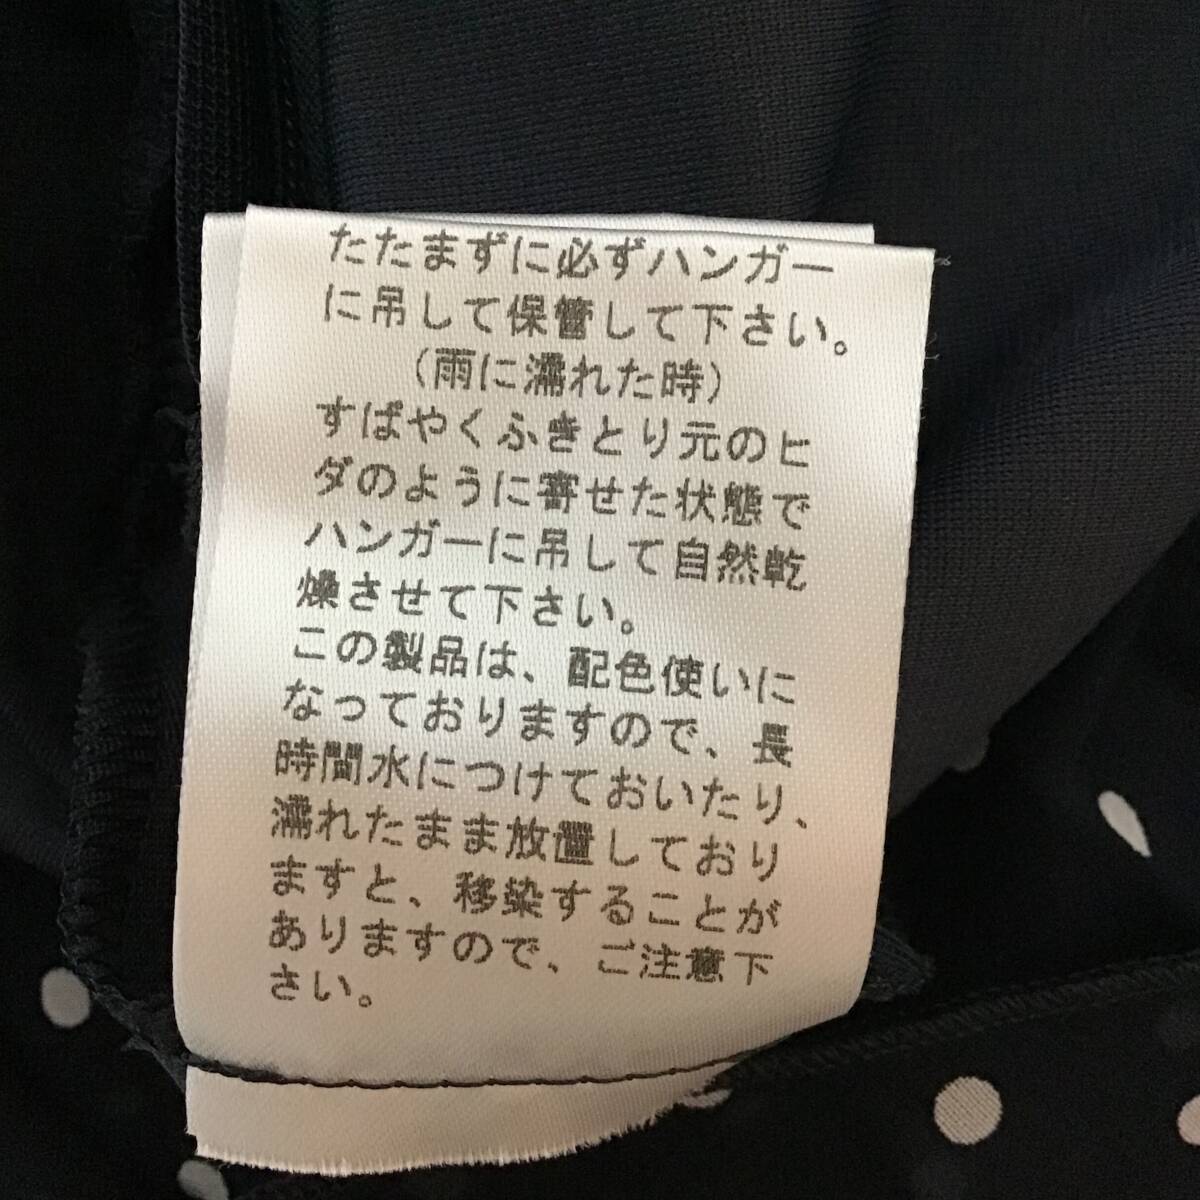 たたまずに必ずハンガー
に吊して保管して下さい。
（雨に濡れた時）
すばやくふきとり元のヒ
ダのように寄せた状態で
ハンガーに吊して自然乾
燥させて下さい。
この製品は、配色使いに
なっておりますので、長
時間水につけておいたり、
濡れたまま放置しており
ますと、移染することが
ありますので、ご注意下
さい。